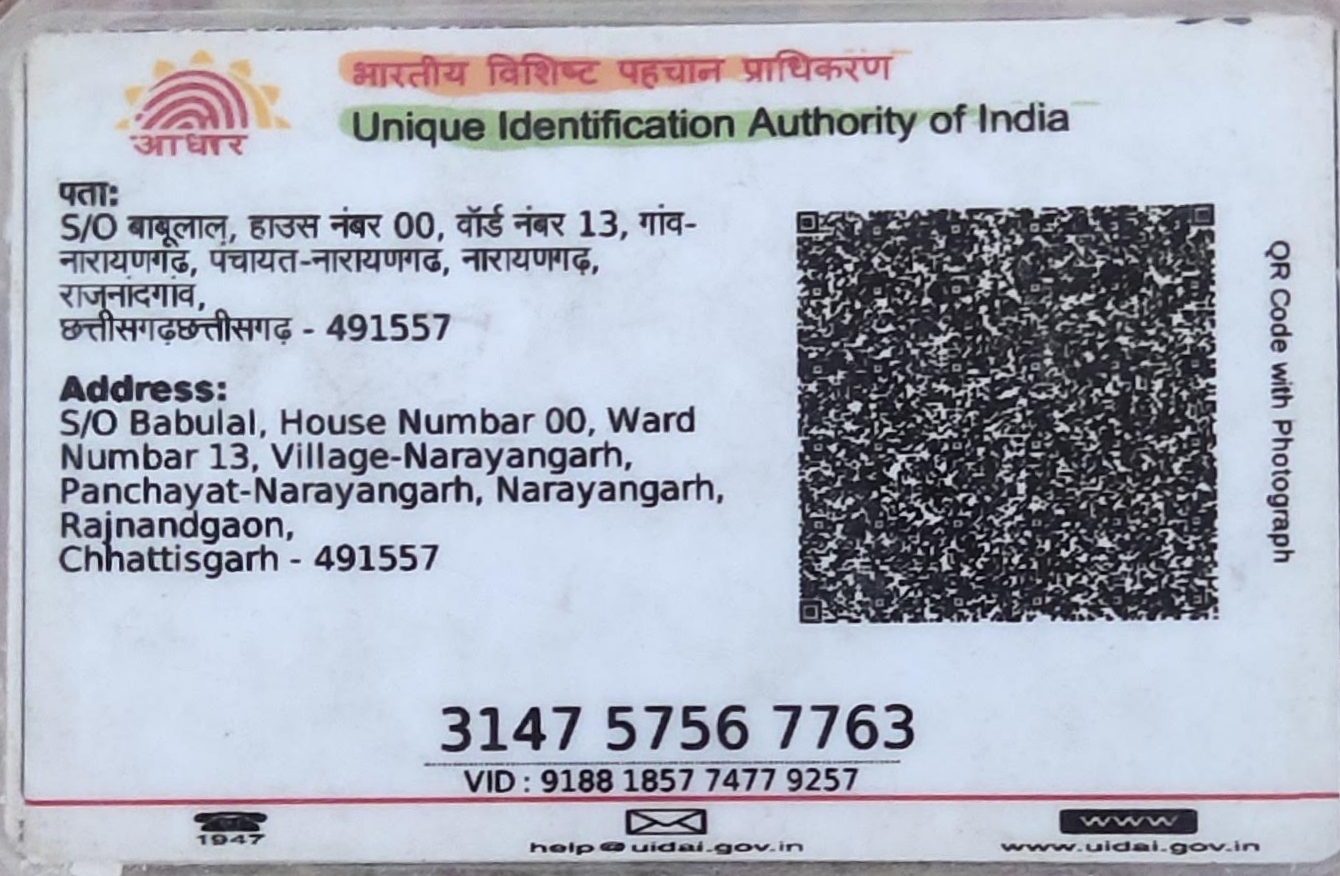 भारतीय विशिष्ट पहचान प्राधिकरण
Unique Identification Authority of India
आधार
पता:
S/O बाबूलाल, हाउस नंबर 00, वॉर्ड नंबर 13, गांव-
नारायणगढ, पंचायत-नारायणगढ, नारायणगढ़,
राजनांदगांव,
छत्तीसगढ़छत्तीसगढ़ - 491557
Address:
S/O Babulal, House Numbar 00, Ward
Numbar 13, Village-Narayangarh,
Panchayat-Narayangarh, Narayangarh,
Rajnandgaon,
Chhattisgarh - 491557
QR Code with Photograph
3147 5756 7763
VID : 9188 1857 7477 9257
1947
help@uidai.gov.in
www
www.uidai.gov.in